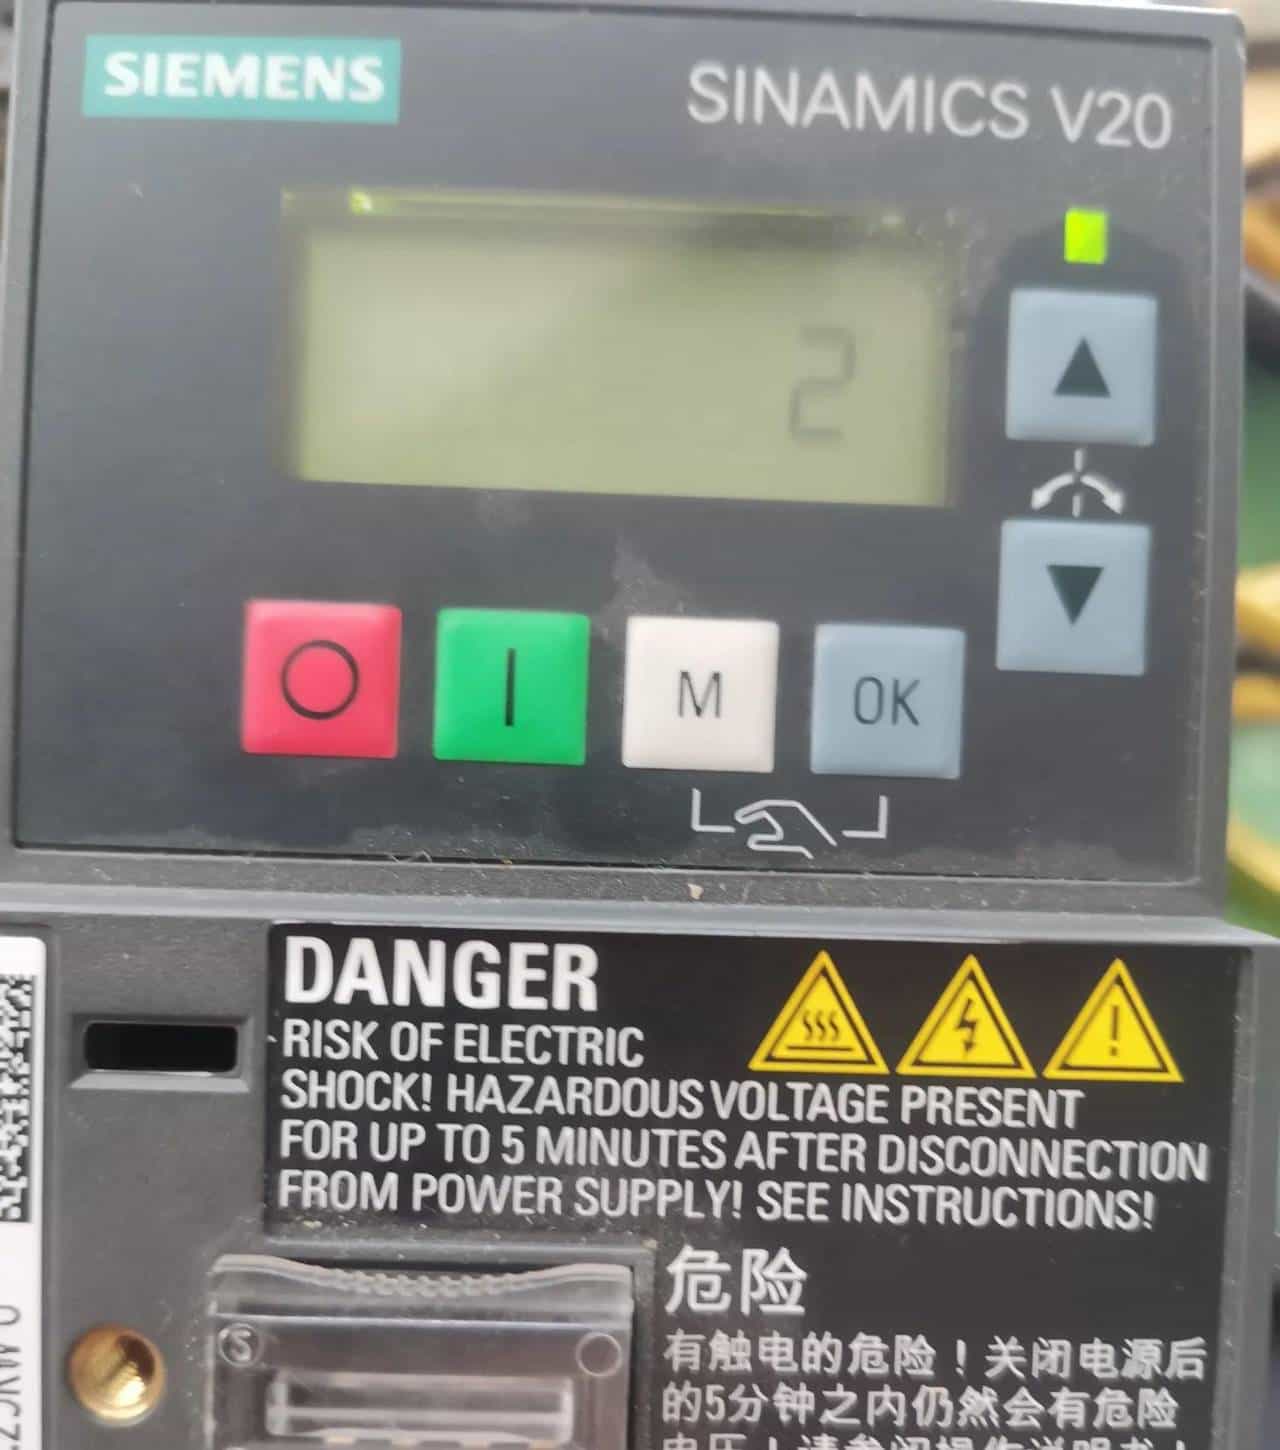 SIEMENS
SINAMICS V20
2
M
OK
DANGER
RISK OF ELECTRIC
SHOCK! HAZARDOUS VOLTAGE PRESENT
FOR UP TO 5 MINUTES AFTER DISCONNECTION
FROM POWER SUPPLY! SEE INSTRUCTIONS!
危险
有触电的危险！关闭电源后
的5分钟之内仍然会有危险